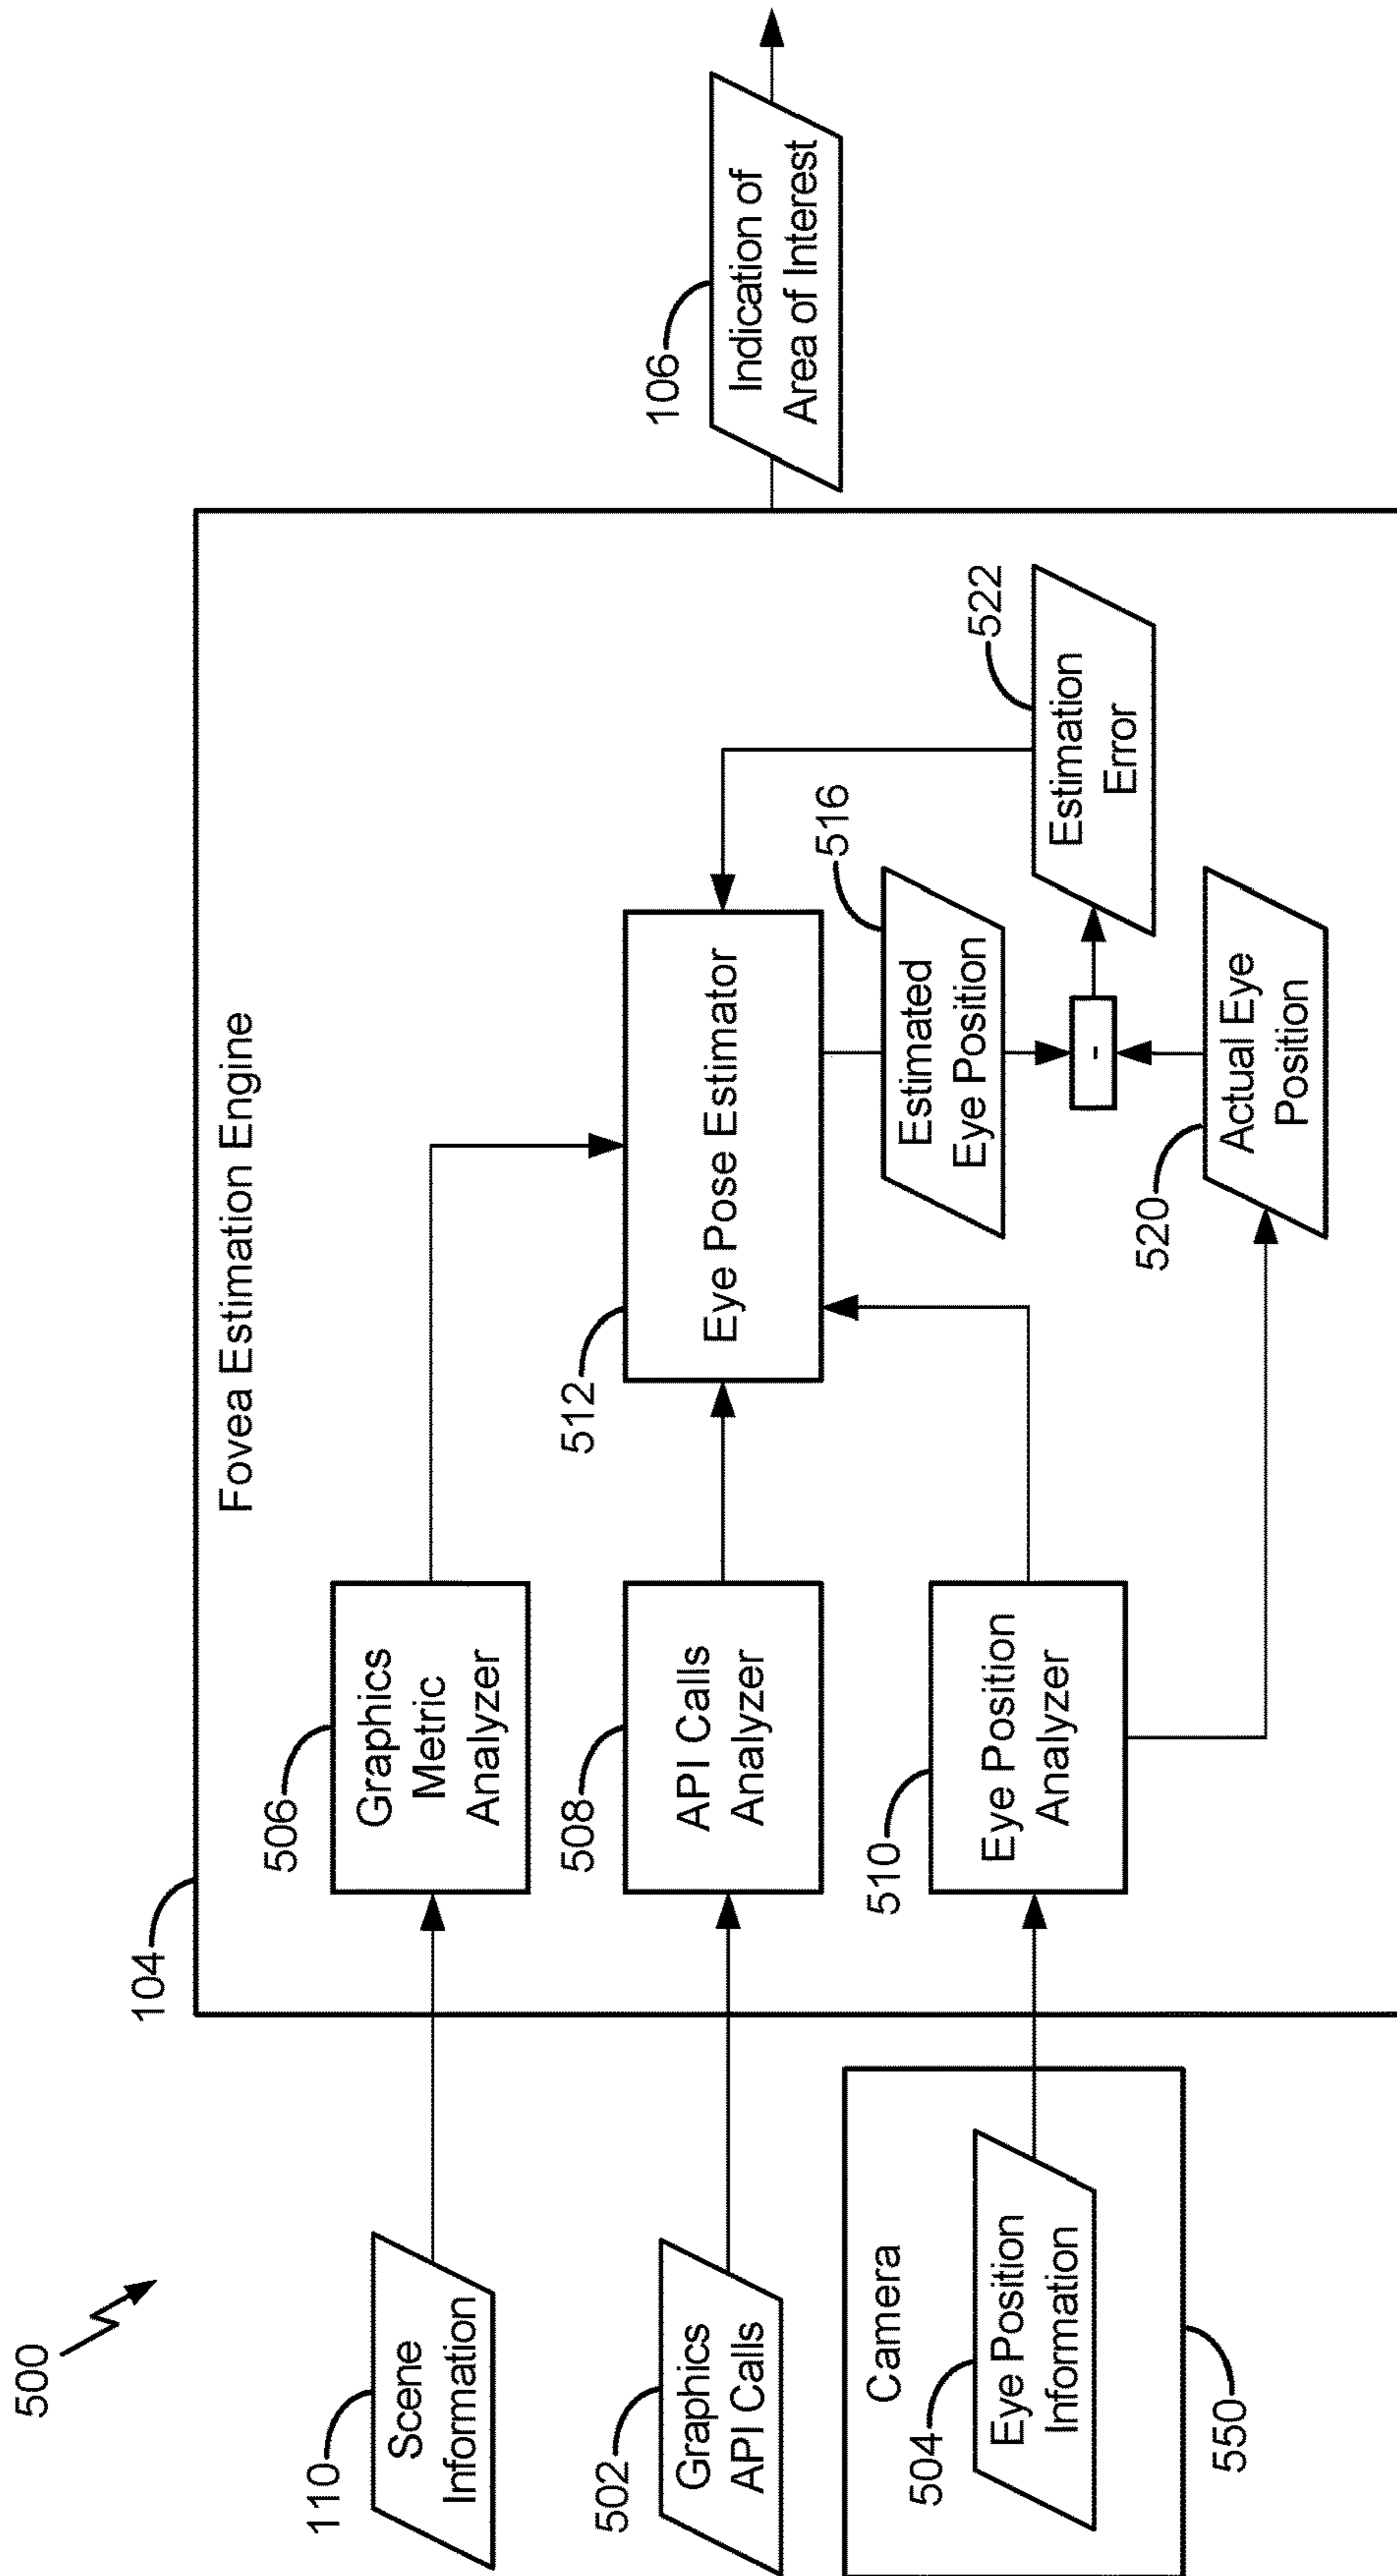 500
104
Fovea Estimation Engine
110
Scene
Information
506
Graphics
Metric
Analyzer
106
Indication of
Area of Interest
502
Graphics
API Calls
508
API Calls
Analyzer
512
Eye Pose Estimator
516
Estimated
Eye Position
522
Estimation
Error
-
Camera
504
Eye Position
Information
550
510
Eye Position
Analyzer
520
Actual Eye
Position